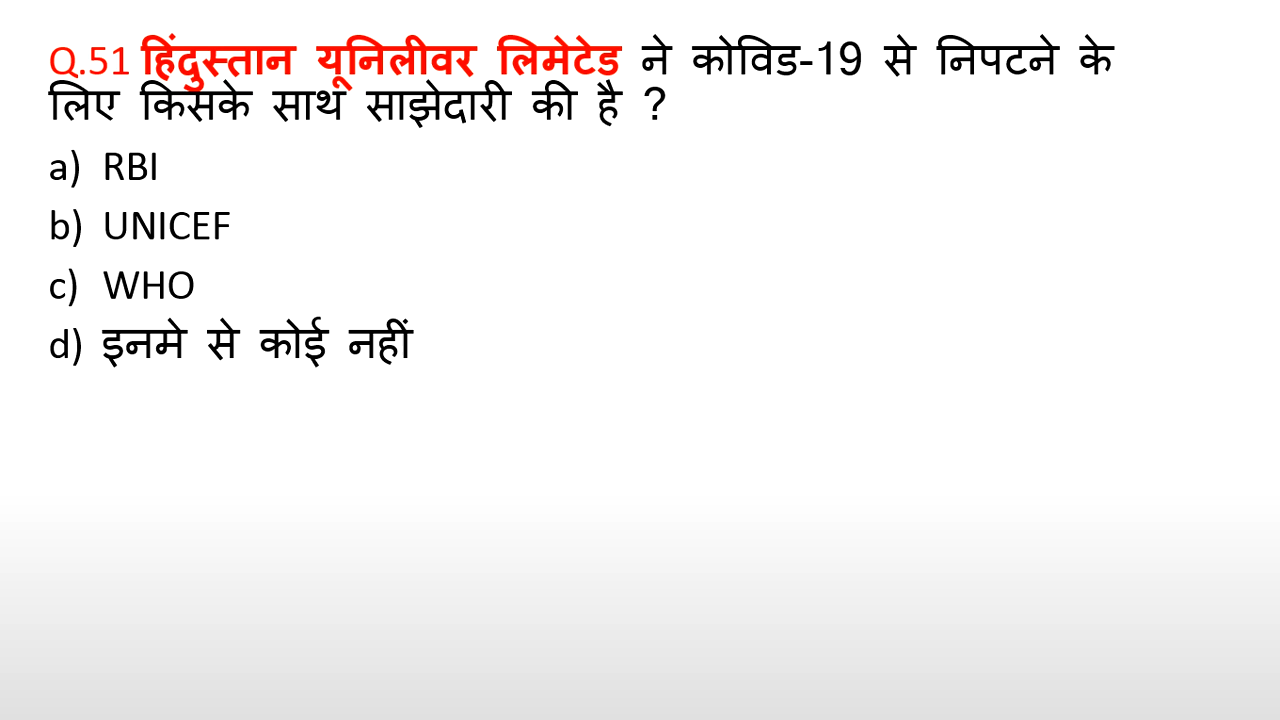 Q.51 हिंदुस्तान यूनिलीवर लिमेटेड ने कोविड-19 से निपटने के
लिए किसके साथ साझेदारी की है ?
a) RBI
b) UNICEF
c) WHO
d) इनमे से कोई नहीं